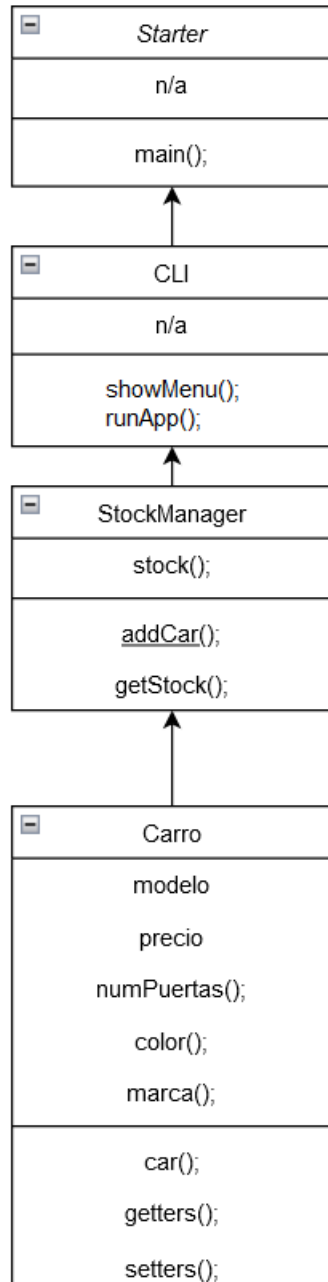 Starter
n/a
main();
CLI
n/a
showMenu();
runApp();
StockManager
stock();
addCar();
getStock();
Carro
modelo
precio
numPuertas();
color();
marca();
car();
getters();
setters();